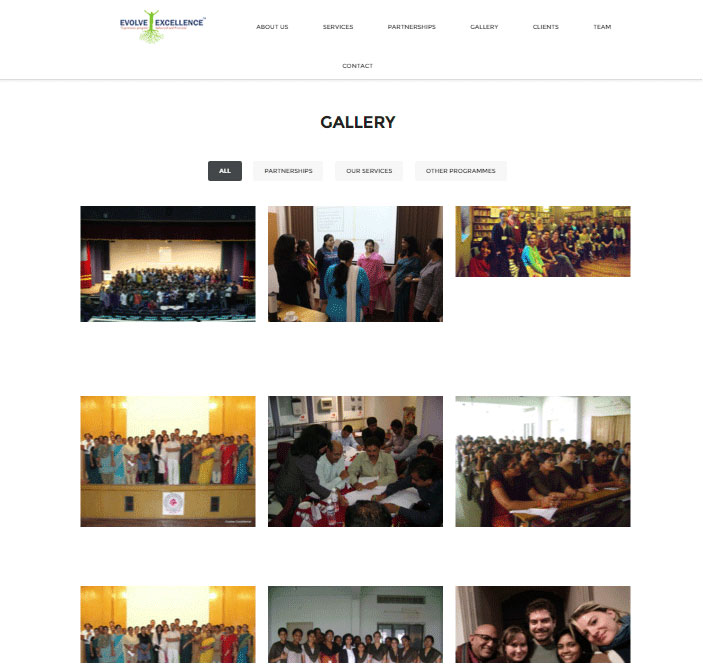 EVOLVE EXCELLENCE™
ABOUT US
SERVICES
PARTNERSHIPS
GALLERY
CLIENTS
TEAM
CONTACT
GALLERY
ALL
PARTNERSHIPS
OUR SERVICES
OTHER PROGRAMMES